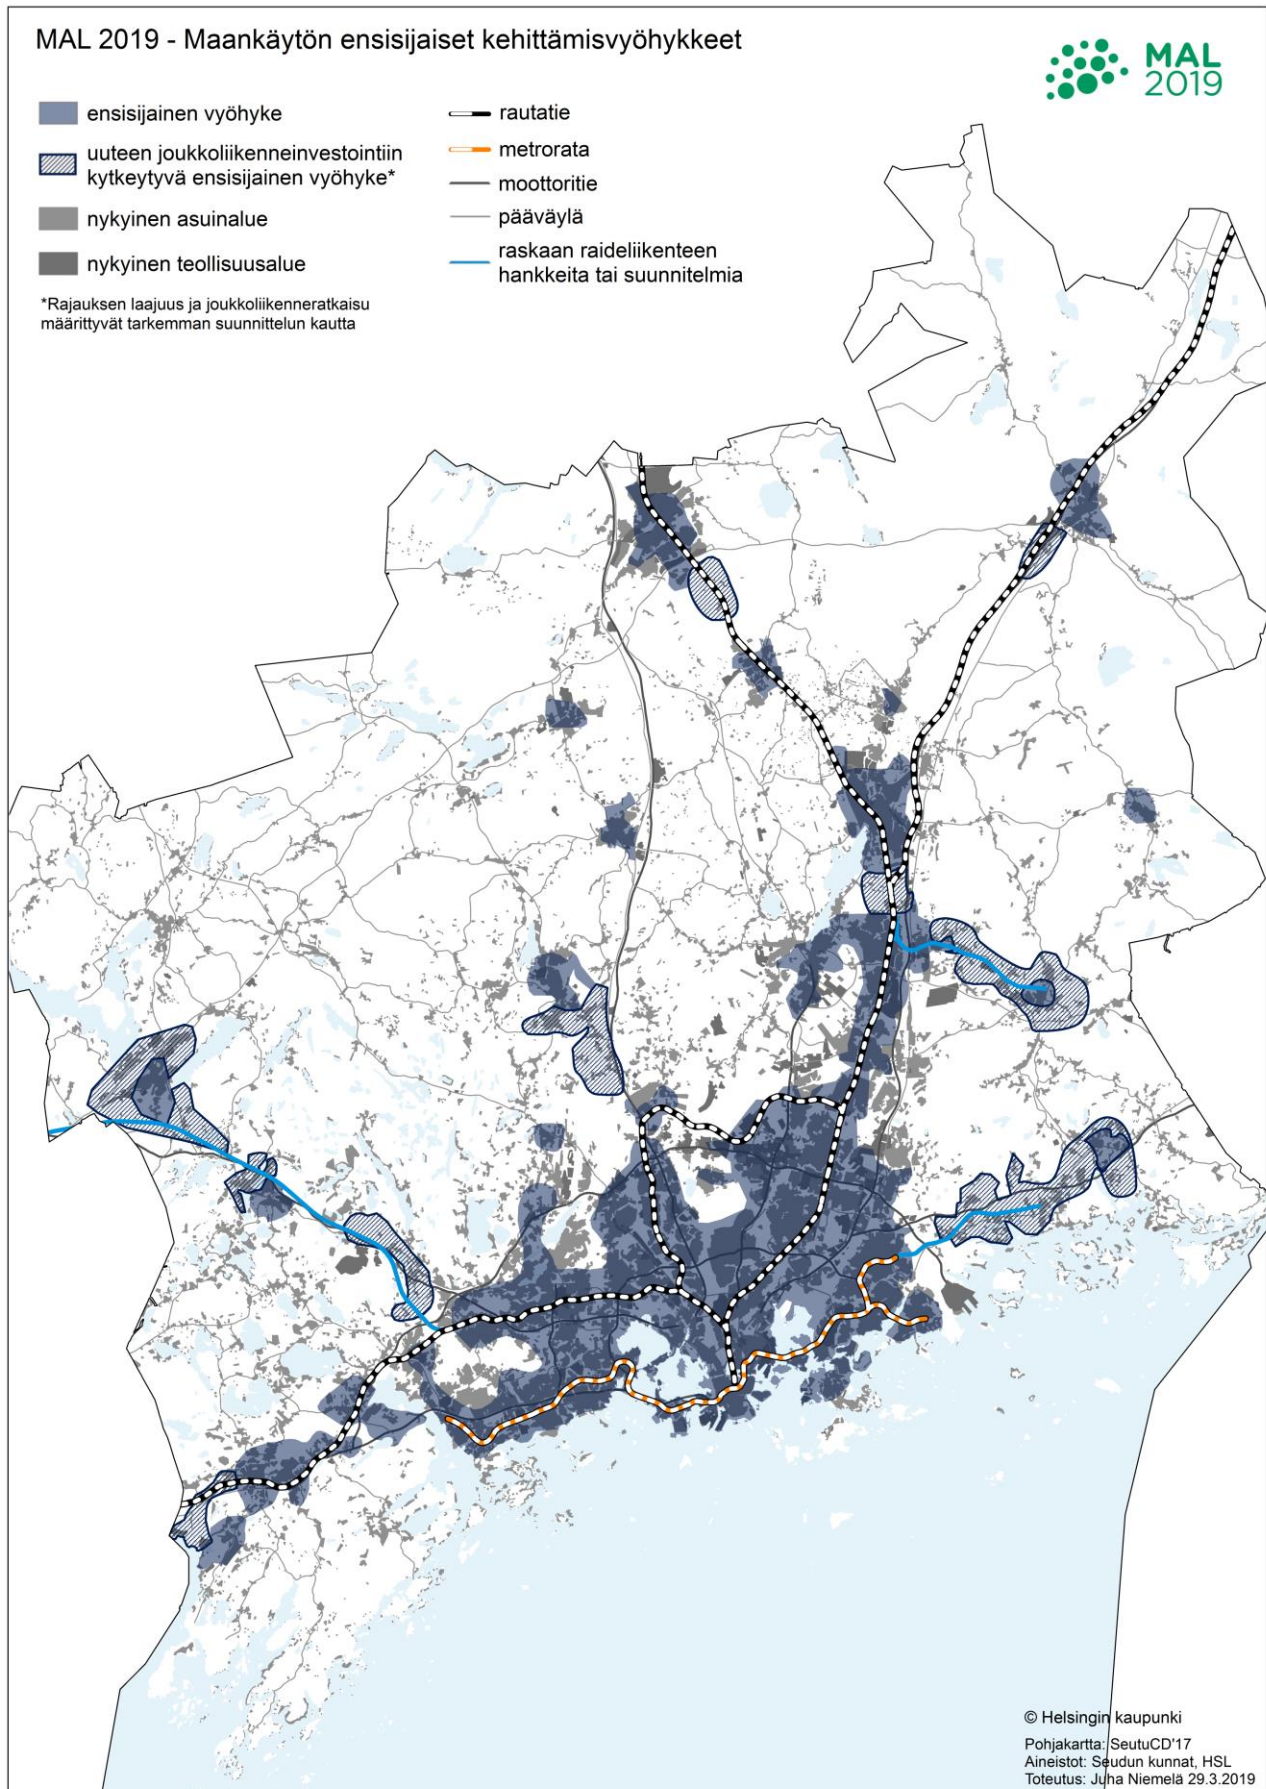 MAL 2019 - Maankäytön ensisijaiset kehittämisvyöhykkeet
MAL
2019
ensisijainen vyöhyke
uuteen joukkoliikenneinvestointiin
kytkeytyvä ensisijainen vyöhyke*
nykyinen asuinalue
nykyinen teollisuusalue
*Rajauksen laajuus ja joukkoliikenneratkaisu
määrittyvät tarkemman suunnittelun kautta
rautatie
metrorata
moottoritie
pääväylä
raskaan raideliikenteen
hankkeita tai suunnitelmia
© Helsingin kaupunki
Pohjakartta: SeutuCD'17
Aineistot: Seudun kunnat, HSL
Toteutus: Juha Niemelä 29.3.2019